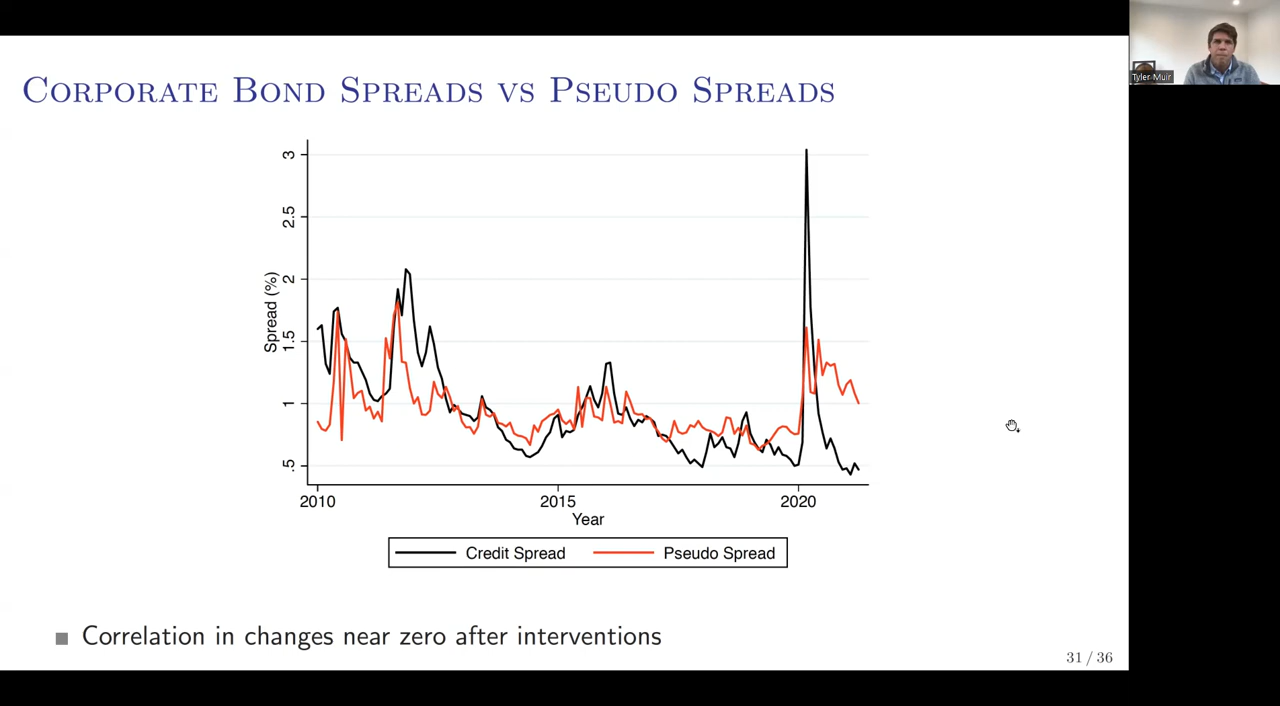 Tyler Muir
CORPORATE BOND SPREADS VS PSEUDO SPREADS
3
2.5
2
1.5
1
.5
Spread (%)
2010 2015 2020
Year
Credit Spread Pseudo Spread
Correlation in changes near zero after interventions
31 / 36